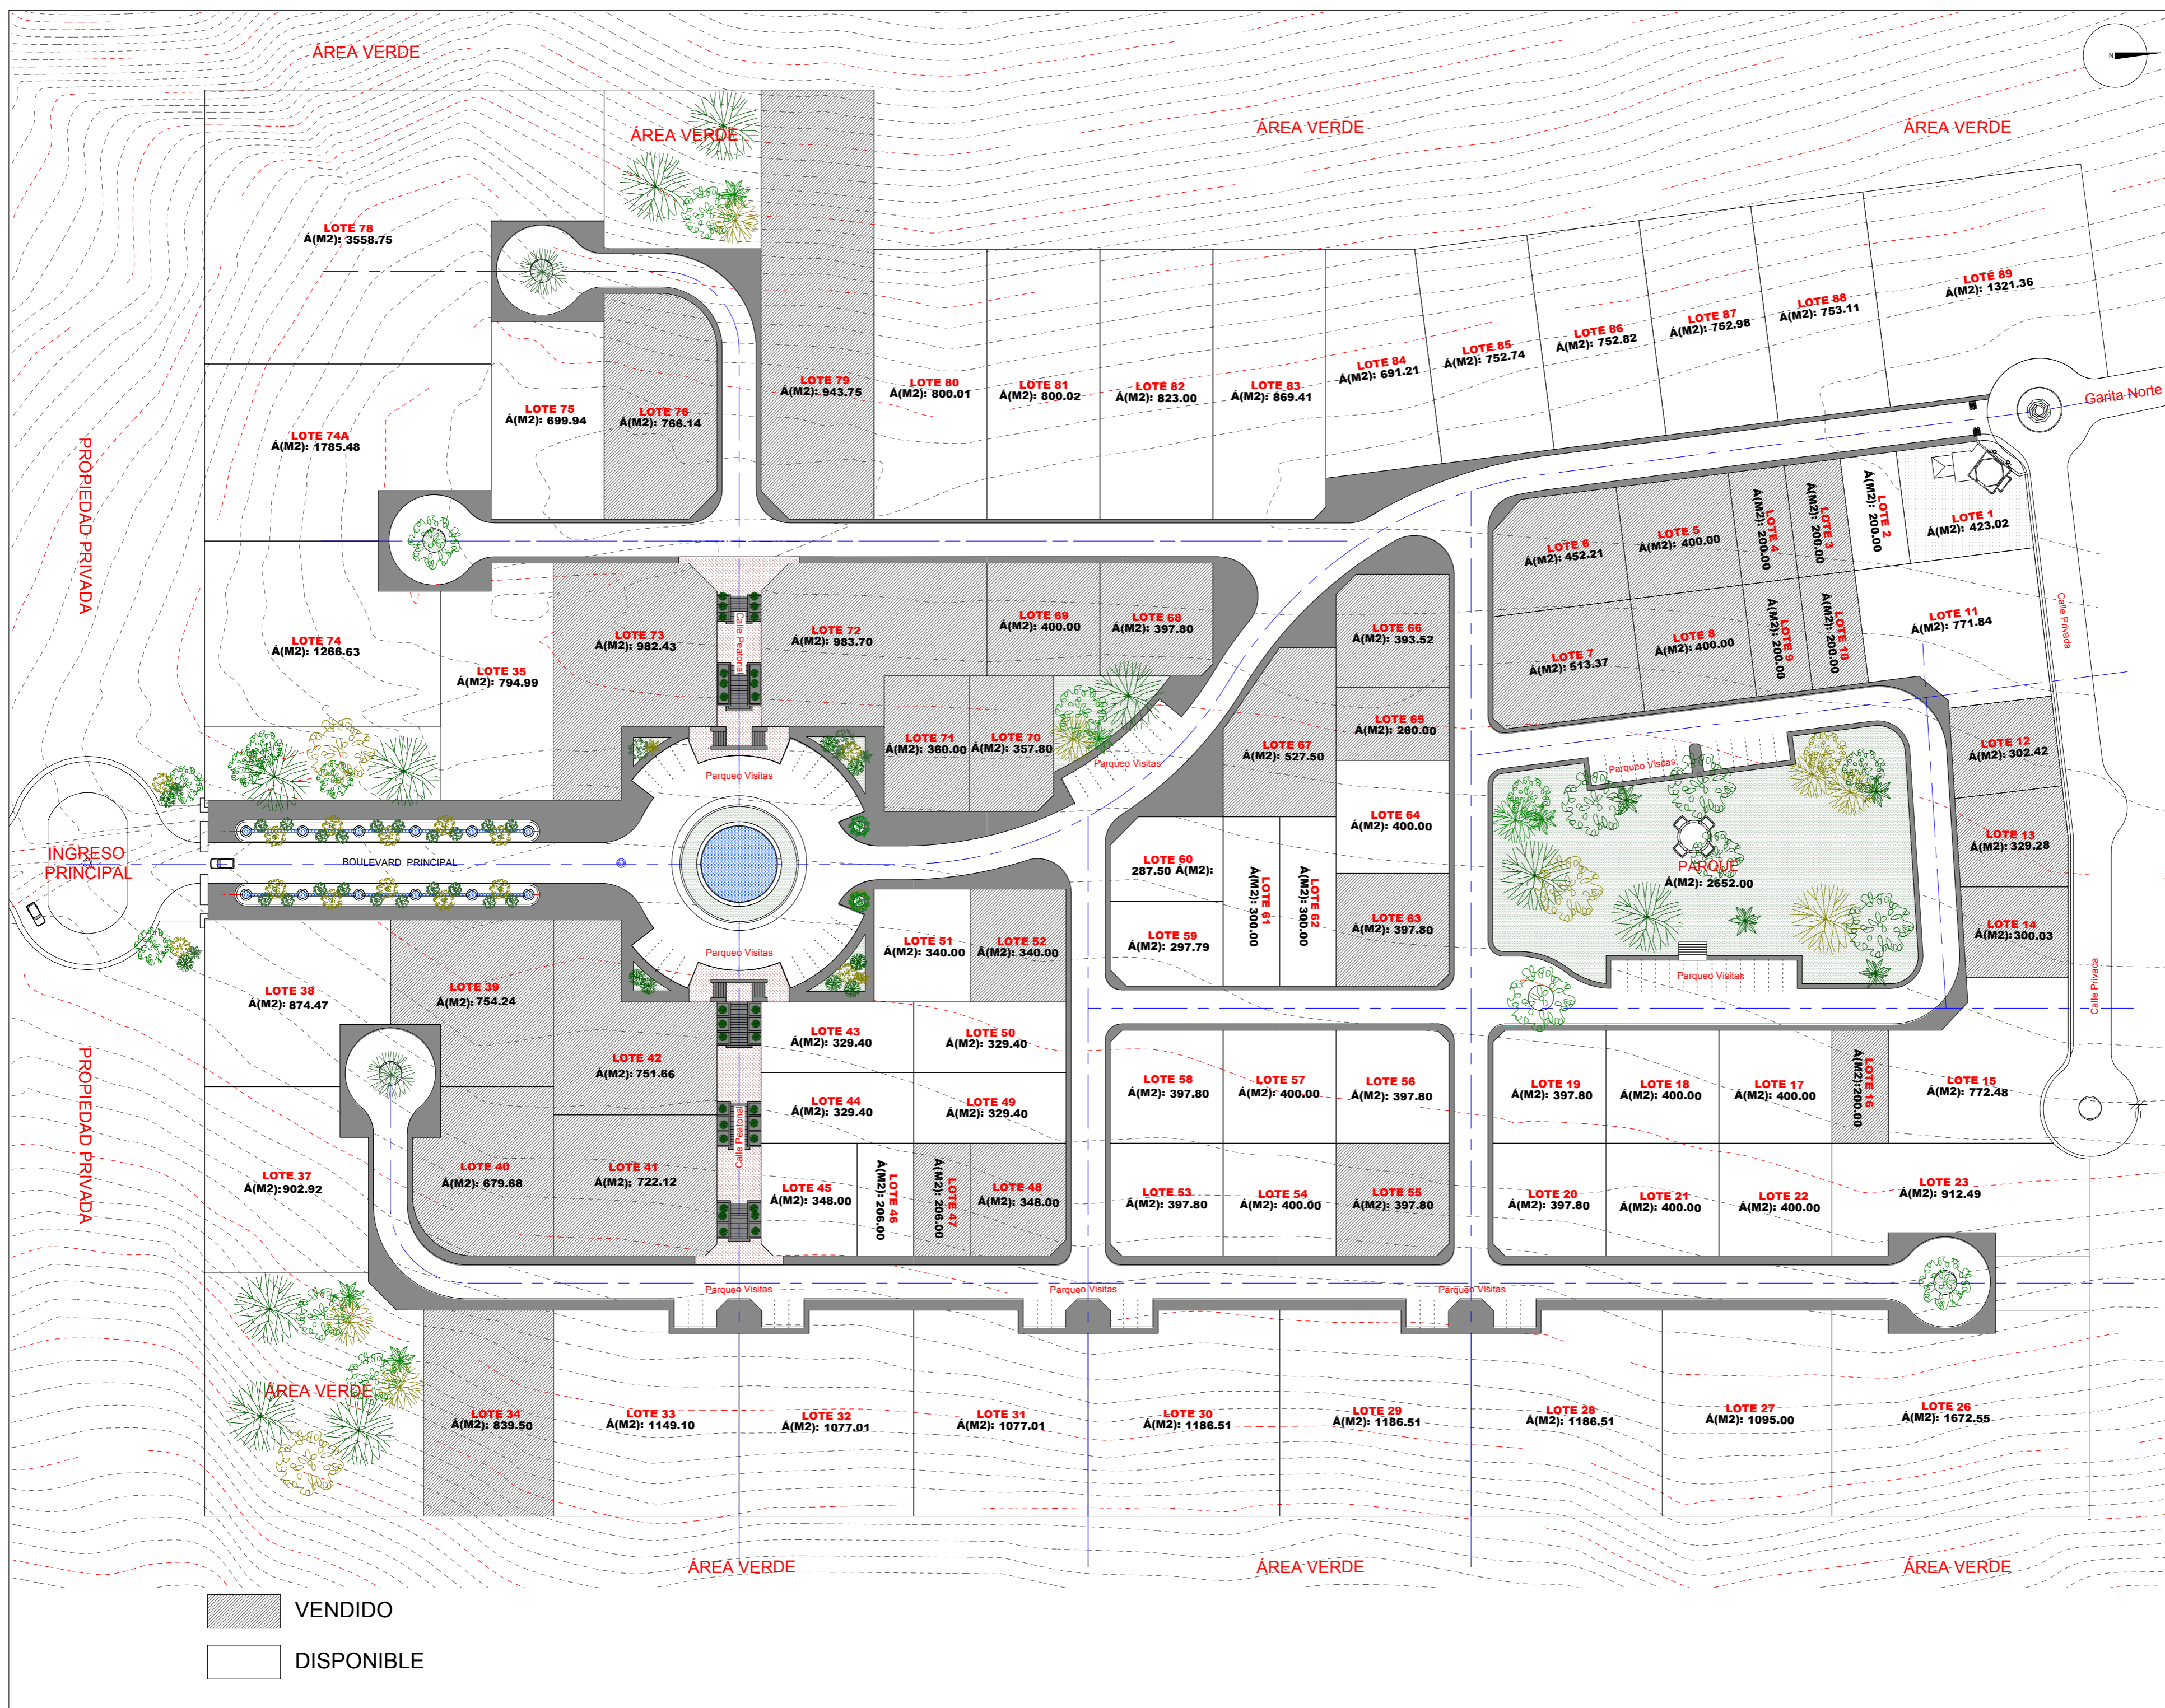 ÁREA VERDE
N
ÁREA VERDE
ÁREA VERDE
ÁREA VERDE
LOTE 78
Á(M2): 3558.75
LOTE 89
Á(M2): 1321.36
LOTE 88
Á(M2): 753.11
LOTE 87
Á(M2): 752.98
LOTE 86
Á(M2): 752.82
LOTE 85
Á(M2): 752.74
LOTE 84
Á(M2): 691.21
LOTE 83
Á(M2): 869.41
LOTE 82
Á(M2): 823.00
LOTE 81
Á(M2): 800.02
LOTE 80
Á(M2): 800.01
LOTE 79
Á(M2): 943.75
LOTE 76
Á(M2): 766.14
LOTE 75
Á(M2): 699.94
LOTE 74A
Á(M2): 1785.48
Garita Norte
PROPIEDAD PRIVADA
LOTE 1
Á(M2): 423.02
LOTE 2
Á(M2): 200.00
LOTE 3
Á(M2): 200.00
LOTE 4
Á(M2): 200.00
LOTE 5
Á(M2): 400.00
LOTE 6
Á(M2): 452.21
LOTE 7
Á(M2): 513.37
LOTE 8
Á(M2): 400.00
LOTE 9
Á(M2): 200.00
LOTE 10
Á(M2): 200.00
LOTE 11
Á(M2): 771.84
Calle Privada
LOTE 74
Á(M2): 1266.63
LOTE 35
Á(M2): 794.99
LOTE 73
Á(M2): 982.43
Calle Peatonal
LOTE 72
Á(M2): 983.70
LOTE 69
Á(M2): 400.00
LOTE 68
Á(M2): 397.80
LOTE 66
Á(M2): 393.52
LOTE 65
Á(M2): 260.00
LOTE 67
Á(M2): 527.50
LOTE 71
Á(M2): 360.00
LOTE 70
Á(M2): 357.80
Parqueo Visitas
Parqueo Visitas
Parqueo Visitas
LOTE 12
Á(M2): 302.42
LOTE 13
Á(M2): 329.28
LOTE 14
Á(M2): 300.03
LOTE 64
Á(M2): 400.00
LOTE 60
287.50 Á(M2):
LOTE 61
Á(M2): 300.00
LOTE 62
Á(M2): 300.00
LOTE 59
Á(M2): 297.79
LOTE 63
Á(M2): 397.80
PARQUE
Á(M2): 2652.00
Parqueo Visitas
Calle Privada
INGRESO
PRINCIPAL
BOULEVARD PRINCIPAL
Parqueo Visitas
LOTE 51
Á(M2): 340.00
LOTE 52
Á(M2): 340.00
LOTE 38
Á(M2): 874.47
LOTE 39
Á(M2): 754.24
LOTE 42
Á(M2): 751.66
LOTE 43
Á(M2): 329.40
LOTE 50
Á(M2): 329.40
LOTE 44
Á(M2): 329.40
LOTE 49
Á(M2): 329.40
LOTE 58
Á(M2): 397.80
LOTE 57
Á(M2): 400.00
LOTE 56
Á(M2): 397.80
LOTE 19
Á(M2): 397.80
LOTE 18
Á(M2): 400.00
LOTE 17
Á(M2): 400.00
LOTE 16
Á(M2): 200.00
LOTE 15
Á(M2): 772.48
PROPIEDAD PRIVADA
LOTE 37
Á(M2): 902.92
LOTE 40
Á(M2): 679.68
LOTE 41
Á(M2): 722.12
Calle Peatonal
LOTE 45
Á(M2): 348.00
LOTE 46
Á(M2): 206.00
LOTE 47
Á(M2): 206.00
LOTE 48
Á(M2): 348.00
LOTE 53
Á(M2): 397.80
LOTE 54
Á(M2): 400.00
LOTE 55
Á(M2): 397.80
LOTE 20
Á(M2): 397.80
LOTE 21
Á(M2): 400.00
LOTE 22
Á(M2): 400.00
LOTE 23
Á(M2): 912.49
Parqueo Visitas
Parqueo Visitas
Parqueo Visitas
ÁREA VERDE
LOTE 34
Á(M2): 839.50
LOTE 33
Á(M2): 1149.10
LOTE 32
Á(M2): 1077.01
LOTE 31
Á(M2): 1077.01
LOTE 30
Á(M2): 1186.51
LOTE 29
Á(M2): 1186.51
LOTE 28
Á(M2): 1186.51
LOTE 27
Á(M2): 1095.00
LOTE 26
Á(M2): 1672.55
ÁREA VERDE
ÁREA VERDE
ÁREA VERDE
VENDIDO
DISPONIBLE